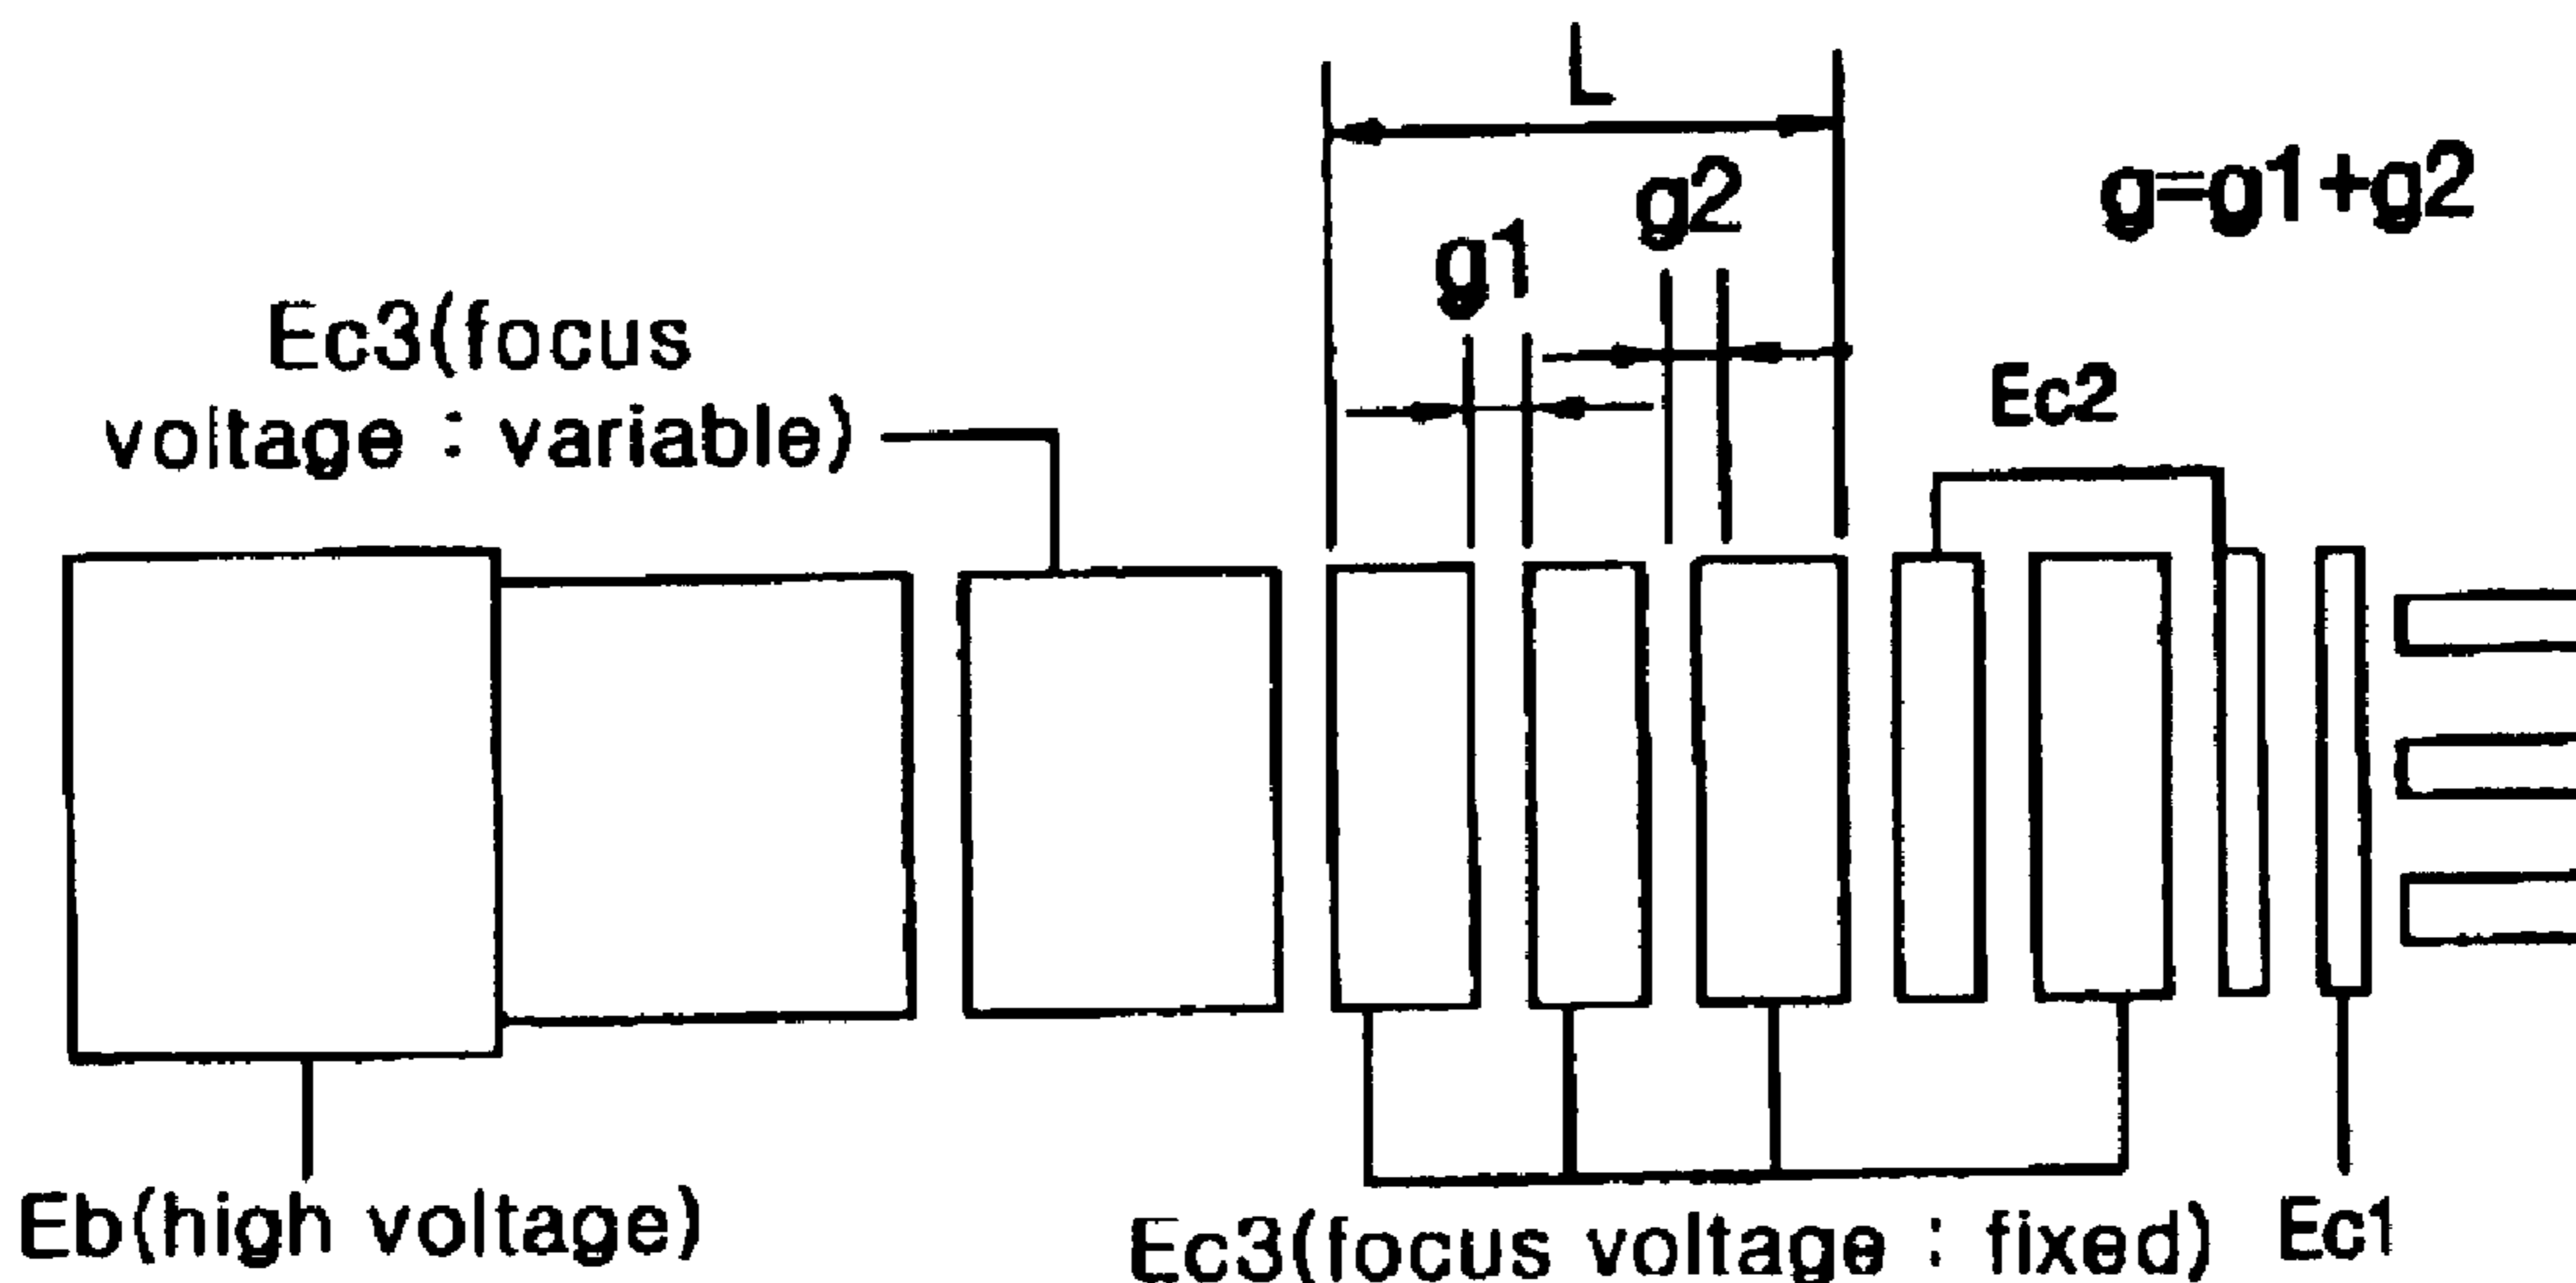 L
g2
g=g1+g2
g1
Ec3(focus
voltage : variable)
Ec2
Eb(high voltage)
Ec3(focus voltage : fixed)
Ec1